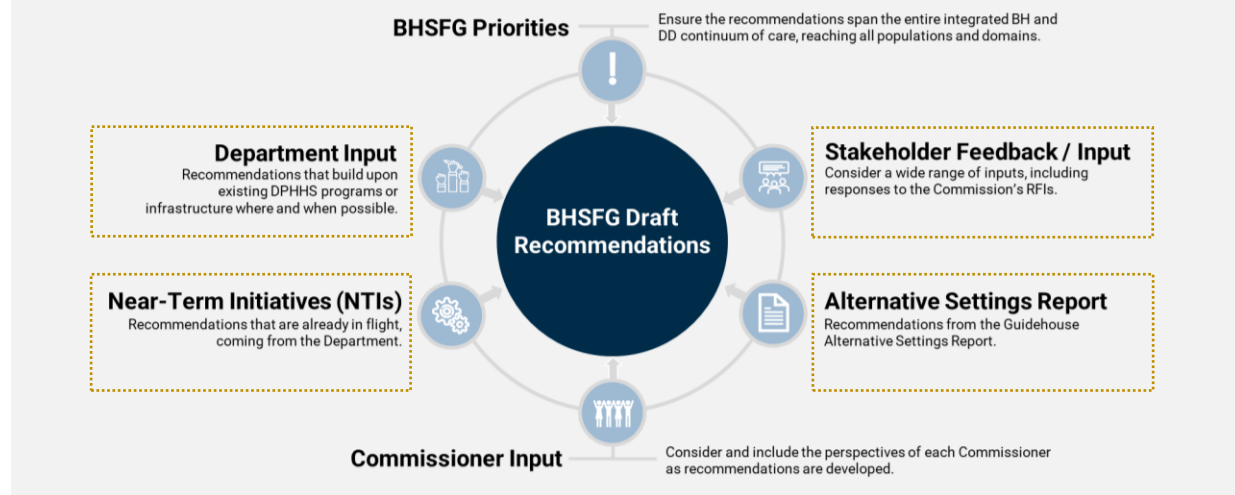 BHSFG Priorities
Ensure the recommendations span the entire integrated BH and
DD continuum of care, reaching all populations and domains.
Department Input
Recommendations that build upon
existing DPHHS programs or
infrastructure where and when possible.
Stakeholder Feedback / Input
Consider a wide range of inputs, including
responses to the Commission's RFIs.
BHSFG Draft
Recommendations
Near-Term Initiatives (NTIs)
Recommendations that are already in flight,
coming from the Department.
Alternative Settings Report
Recommendations from the Guidehouse
Alternative Settings Report.
Commissioner Input
Consider and include the perspectives of each Commissioner
as recommendations are developed.